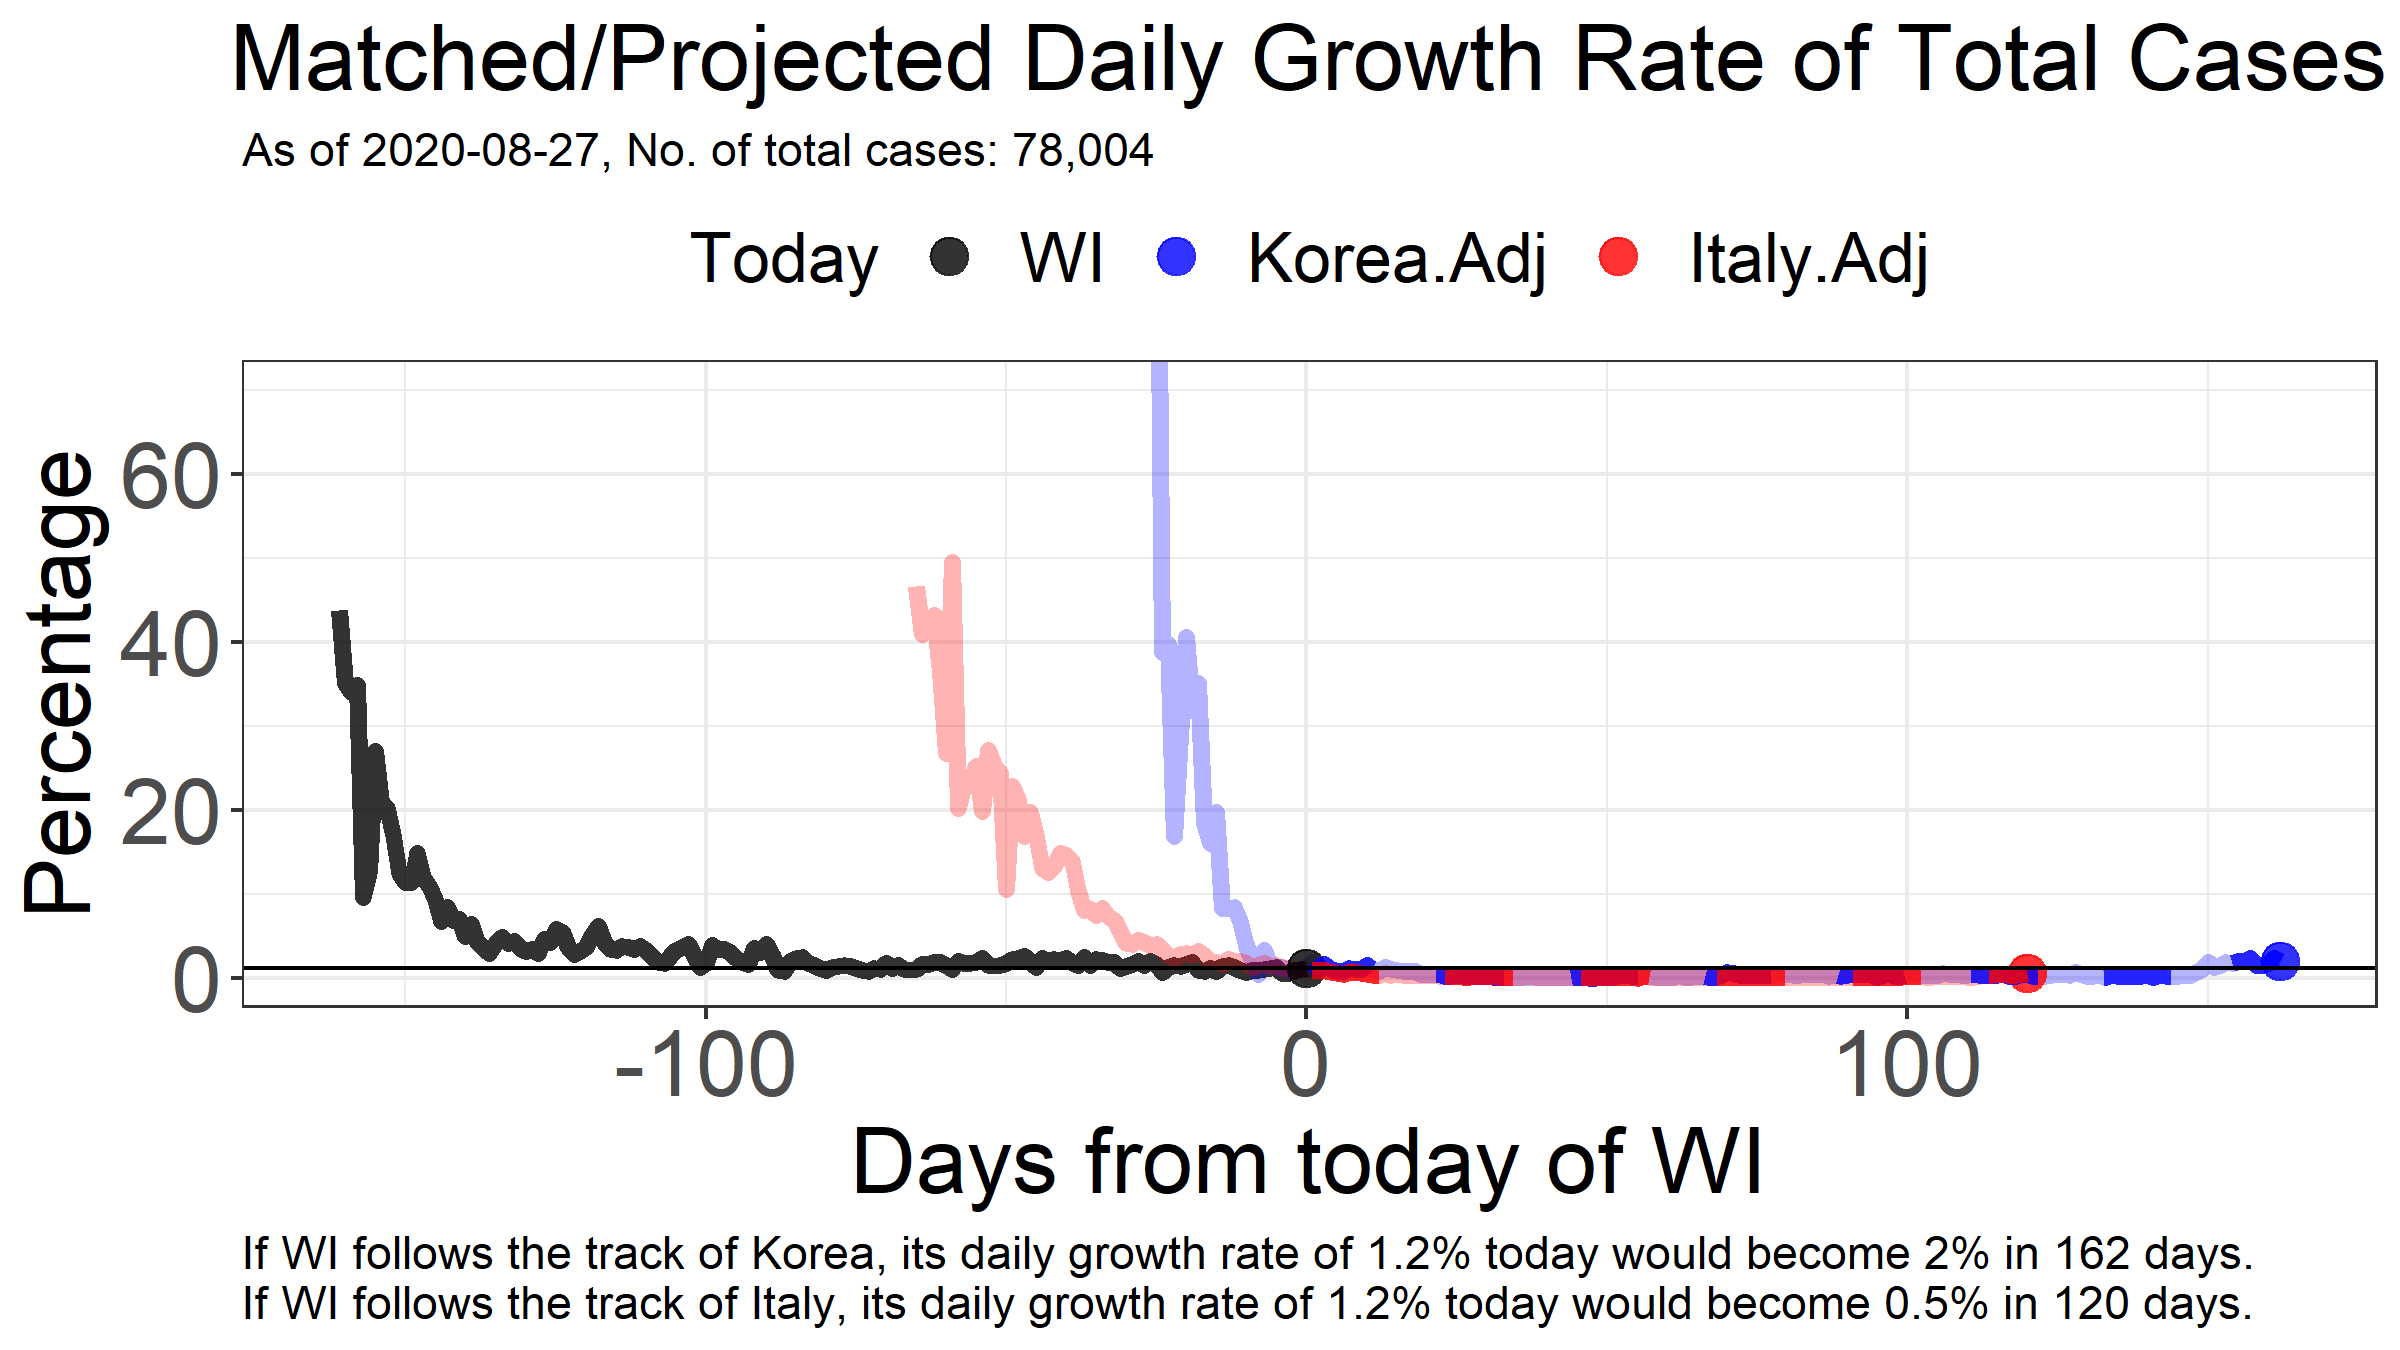 Matched/Projected Daily Growth Rate of Total Cases
As of 2020-08-27, No. of total cases: 78,004
Today WI Korea.Adj Italy.Adj
Percentage
60
40
20
0
-100 0 100
Days from today of WI
If WI follows the track of Korea, its daily growth rate of 1.2% today would become 2% in 162 days.
If WI follows the track of Italy, its daily growth rate of 1.2% today would become 0.5% in 120 days.